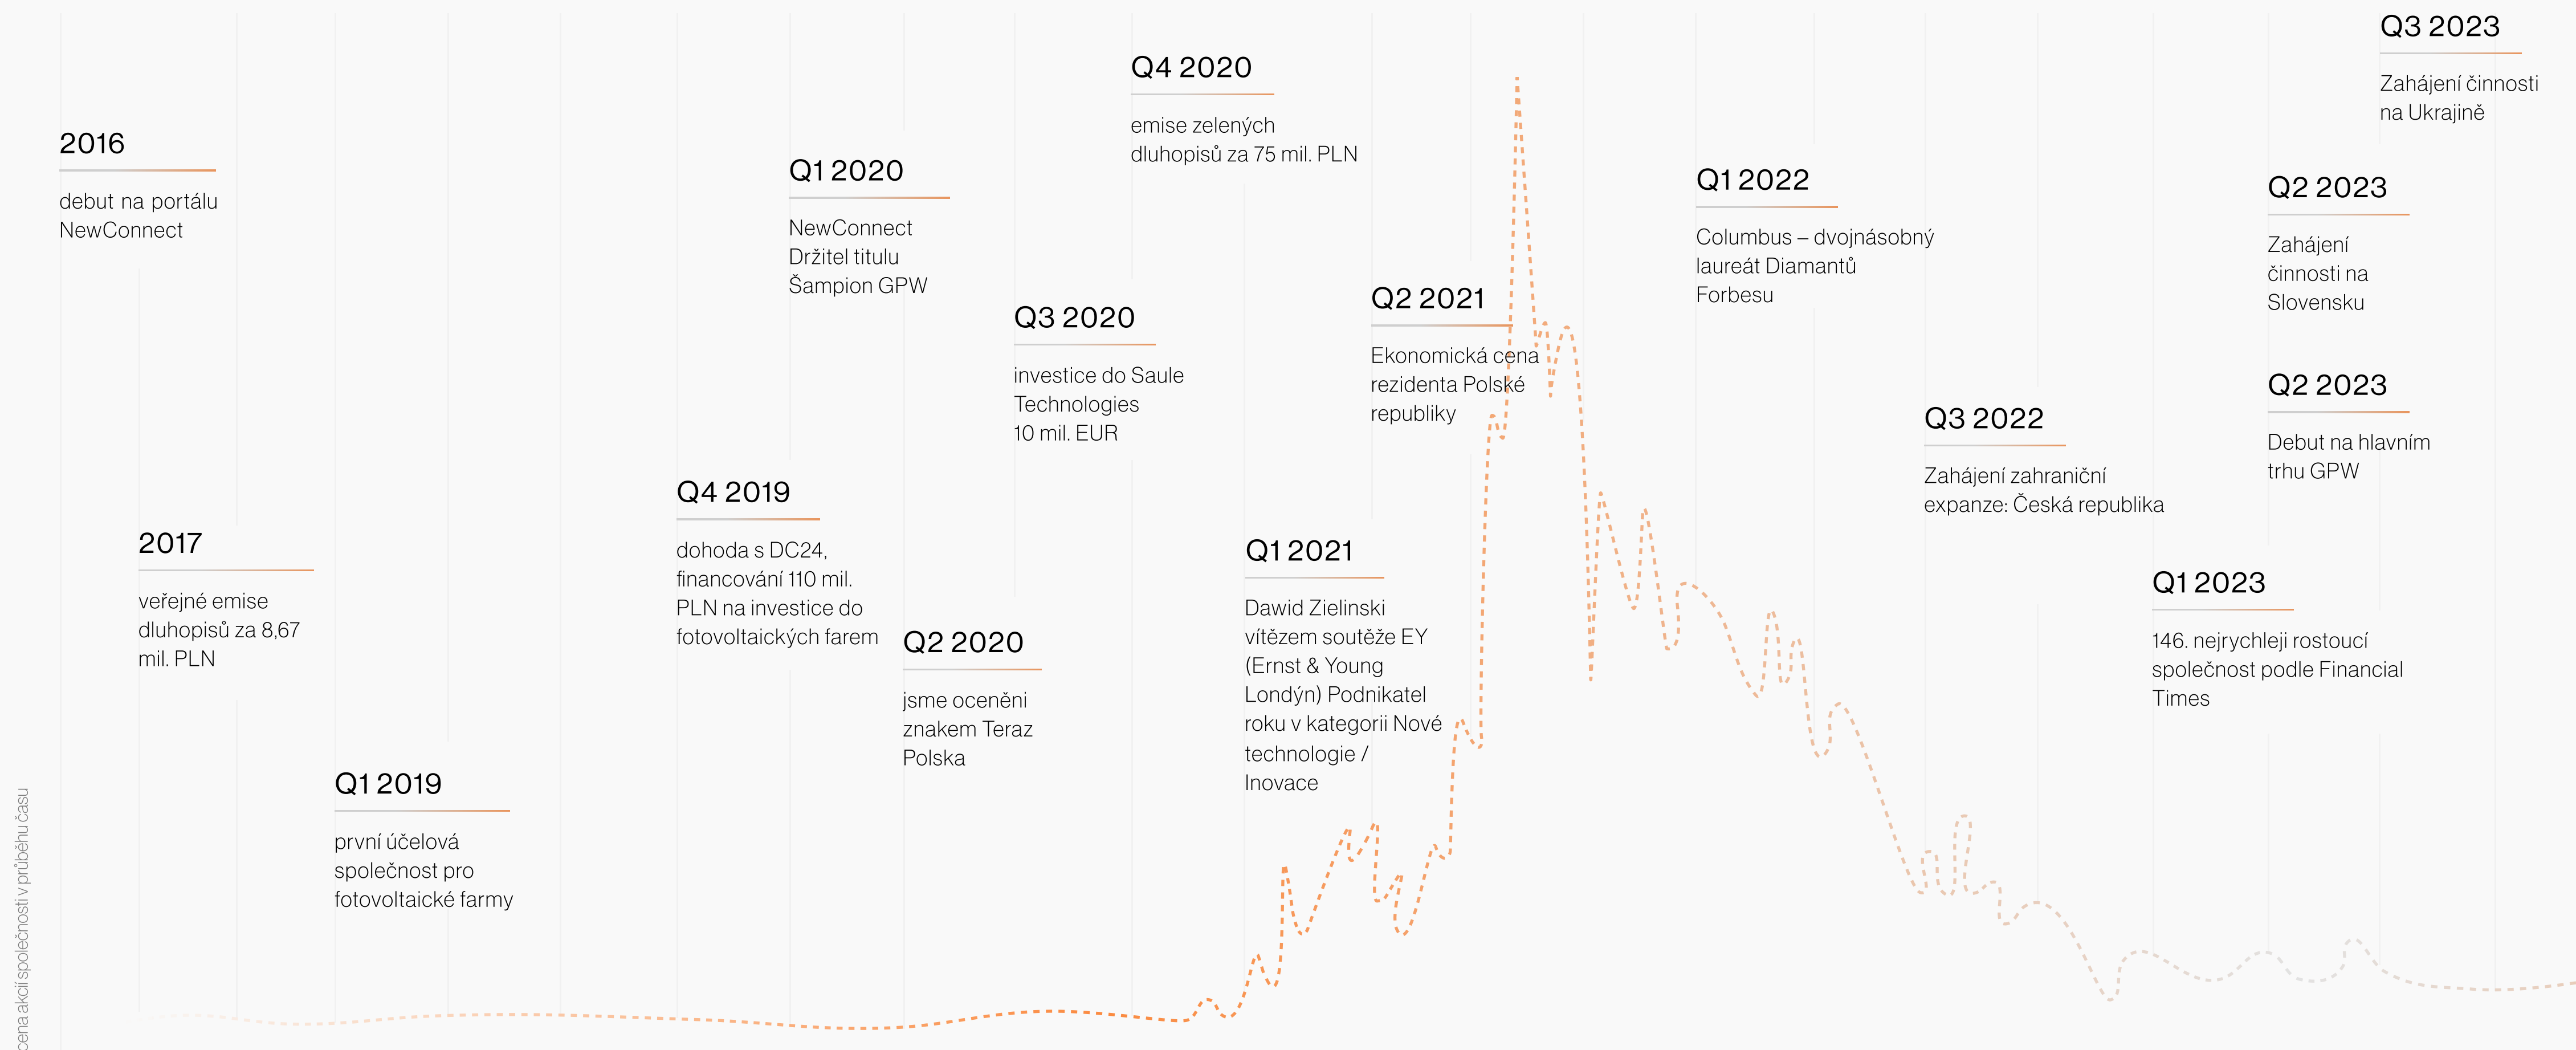 2016
debut na portálu
NewConnect
2017
veřejné emise
dluhopisů za 8,67
mil. PLN
Q1 2019
první účelová
společnost pro
fotovoltaické farmy
Q4 2019
dohoda s DC24,
financování 110 mil.
PLN na investice do
fotovoltaických farem
Q1 2020
NewConnect
Držitel titulu
Šampion GPW
Q2 2020
jsme oceněni
znakem Teraz
Polska
Q3 2020
investice do Saule
Technologies
10 mil. EUR
Q4 2020
emise zelených
dluhopisů za 75 mil. PLN
Q1 2021
Dawid Zielinski
vítězem soutěže EY
(Ernst & Young
Londýn) Podnikatel
roku v kategorii Nové
technologie /
Inovace
Q2 2021
Ekonomická cena
rezidenta Polské
republiky
Q1 2022
Columbus – dvojnásobný
laureát Diamantů
Forbesu
Q3 2022
Zahájení zahraniční
expanze: Česká republika
Q1 2023
146. nejrychleji rostoucí
společnost podle Financial
Times
Q2 2023
Zahájení
činnosti na
Slovensku
Q2 2023
Debut na hlavním
trhu GPW
Q3 2023
Zahájení činnosti
na Ukrajině
cena akcií společnosti v průběhu času